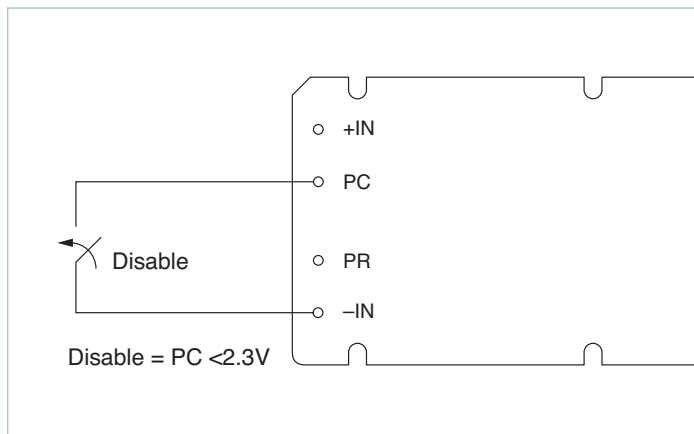 +IN
PC
Disable
PR
–IN
Disable = PC <2.3V